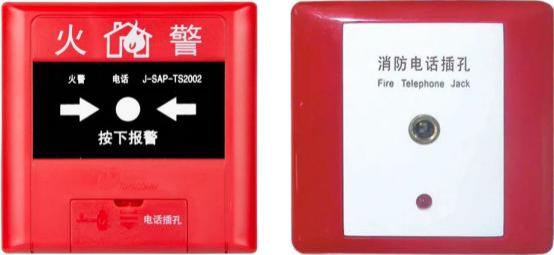 火警
火警 电话 J-SAP-TS2002
按下报警
电话插孔
消防电话插孔
Fire Telephone Jack